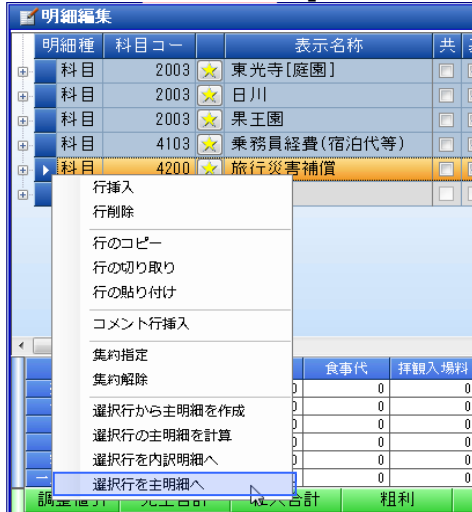 明細編集
明細種 科目コー 表示名称 共
科目 2003 東光寺[庭園]
科目 2003 日川
科目 2003 果王園
科目 4103 乗務員経費(宿泊代等)
科目 4200 旅行災害補償
行挿入
行削除
行のコピー
行の切り取り
行の貼り付け
コメント行挿入
集約指定
集約解除
選択行から主明細を作成
選択行の主明細を計算
選択行を内訳明細へ
選択行を主明細へ
食事代 拝観入場料
0 0 0
0 0 0
0 0 0
0 0 0
0 0 0
粗利